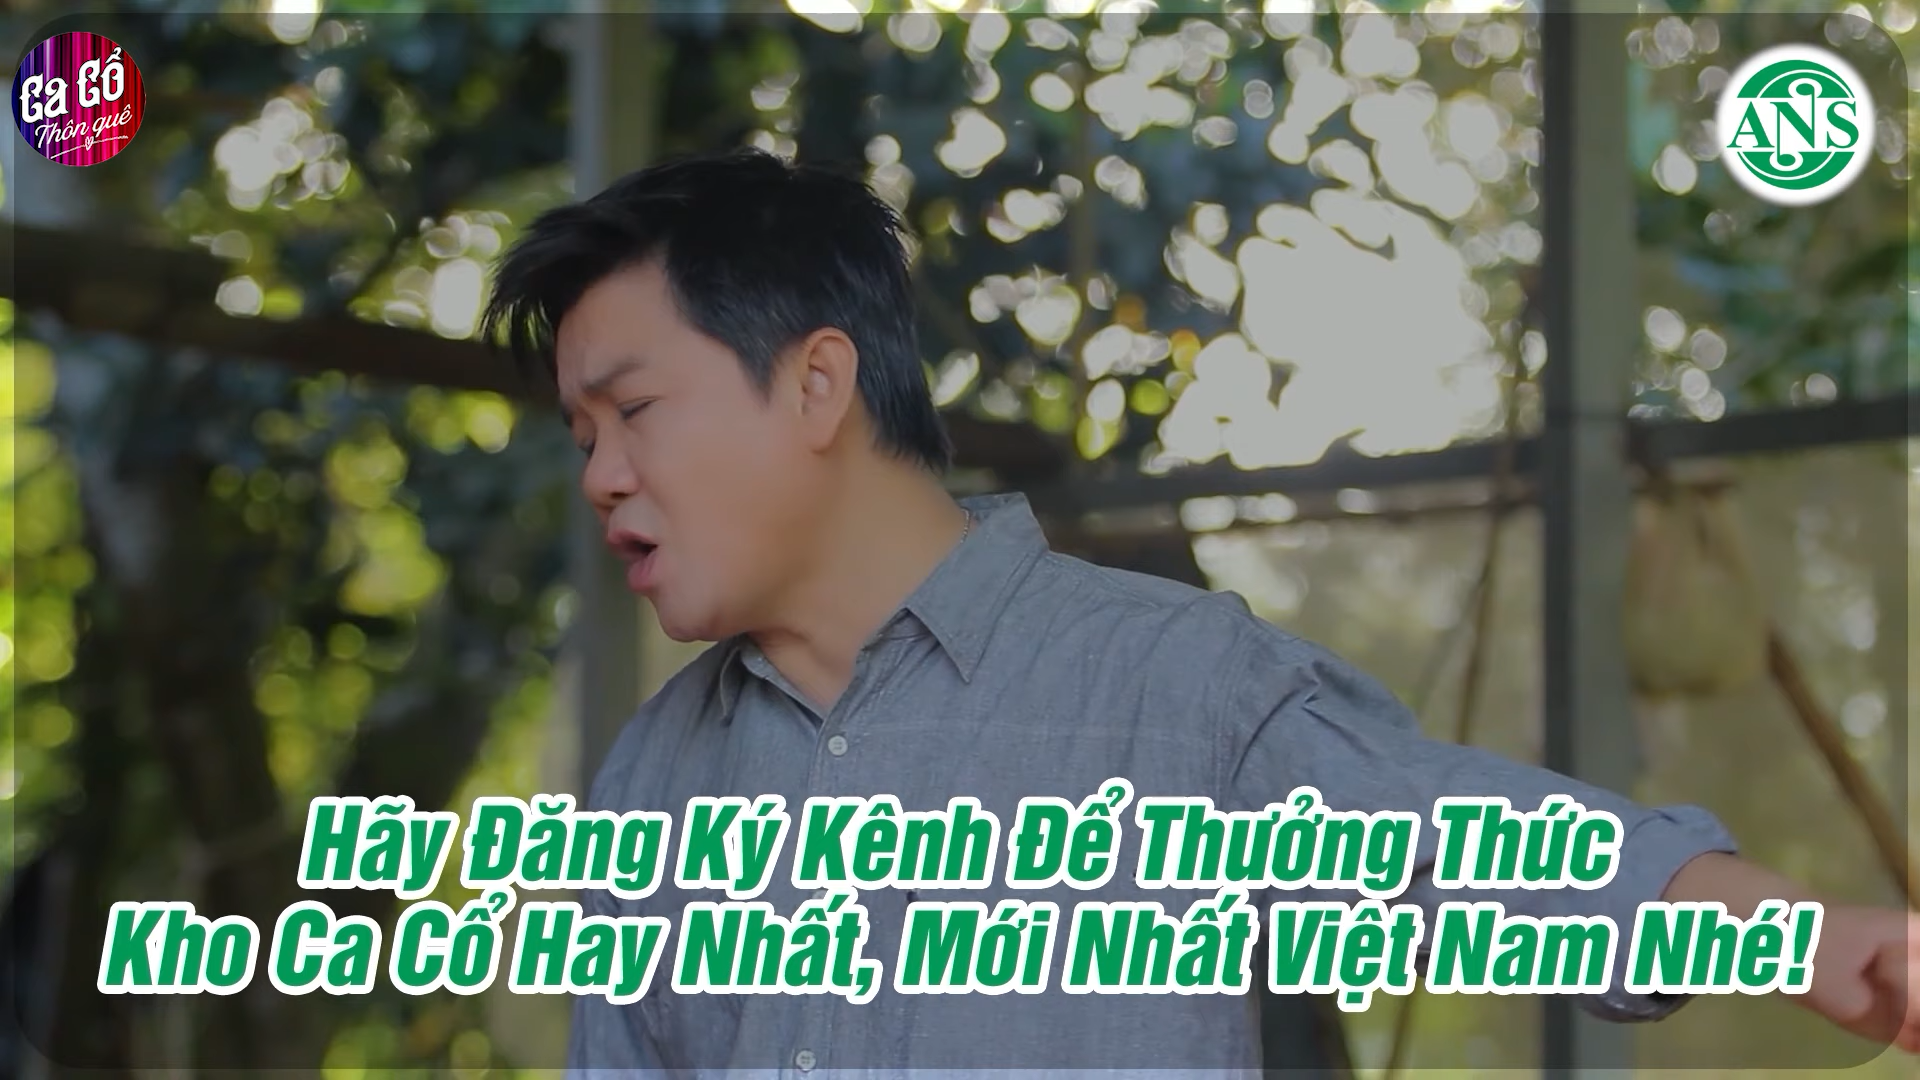 Ca Cổ
Thôn quê
ANS
Hãy Đăng Ký Kênh Để Thưởng Thức
Kho Ca Cổ Hay Nhất, Mới Nhất Việt Nam Nhé!